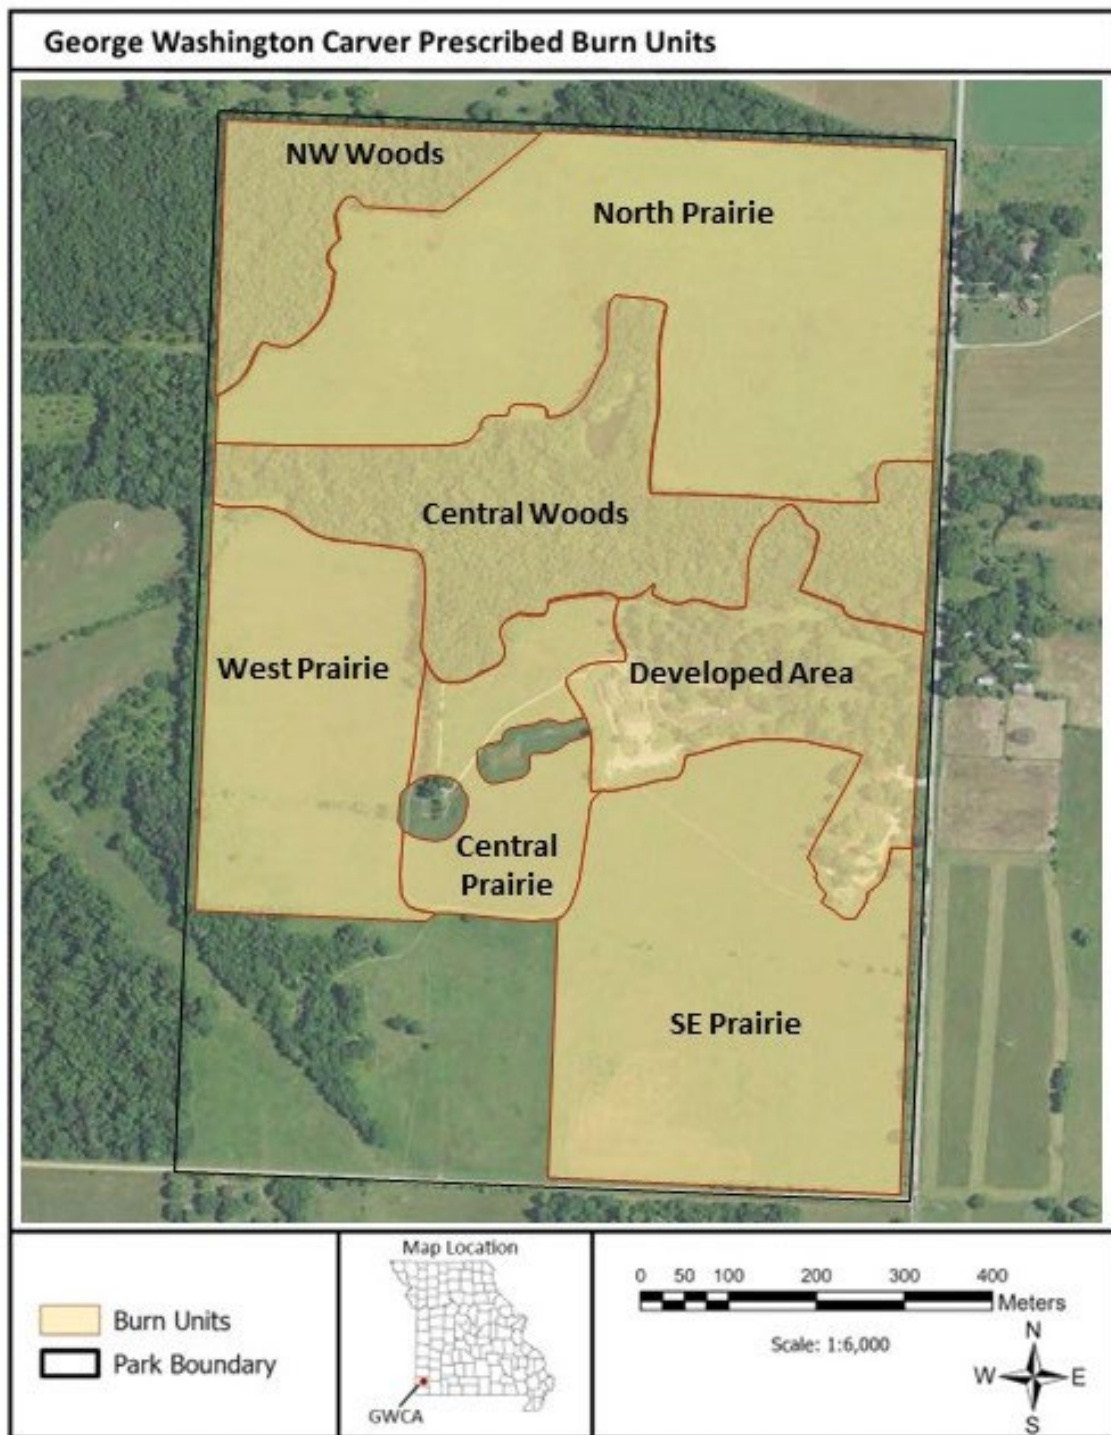 George Washington Carver Prescribed Burn Units
NW Woods
North Prairie
Central Woods
West Prairie
Developed Area
Central
Prairie
SE Prairie
Burn Units
Park Boundary
Map Location
GWCA
0 50 100 200 300 400
Meters
Scale: 1:6,000
N
W E
S